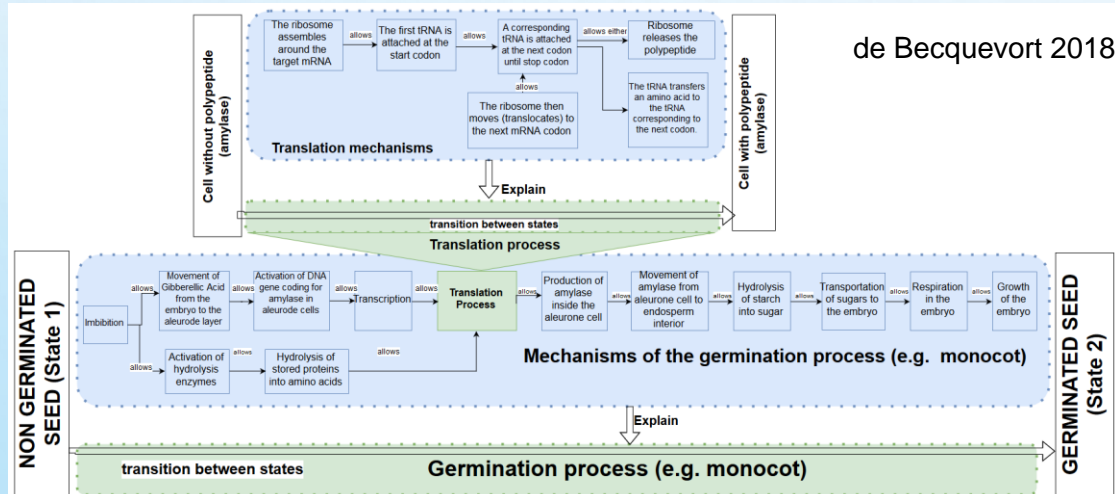 de Becquevort 2018
Cell without polypeptide
(amylase)
The ribosome
assembles
around the
target mRNA
allows
The first tRNA is
attached at the
start codon
allows
A corresponding
tRNA is attached
at the next codon
until stop codon
allows either
Ribosome
releases the
polypeptide
The tRNA transfers
an amino acid to
the tRNA
corresponding to
the next codon.
allows
The ribosome then
moves (translocates) to
the next mRNA codon
Translation mechanisms
Cell with polypeptide
(amylase)
Explain
transition between states
Translation process
NON GERMINATED
SEED (State 1)
Imbibition
allows
Movement of
Gibberellic Acid
from the
embryo to the
aleurode layer
allows
Activation of DNA
gene coding for
amylase in
aleurode cells
allows
Transcription
allows
Translation
Process
allows
Production of
amylase
inside the
aleurone cell
allows
Movement of
amylase from
aleurone cell to
endosperm
interior
allows
Hydrolysis
of starch
into sugar
allows
Transportation
of sugars to
the embryo
allows
Respiration
in the
embryo
allows
Growth
of the
embryo
allows
Activation of
hydrolysis
enzymes
allows
Hydrolysis of
stored proteins
into amino acids
allows
Mechanisms of the germination process (e.g. monocot)
GERMINATED SEED
(State 2)
Explain
transition between states
Germination process (e.g. monocot)